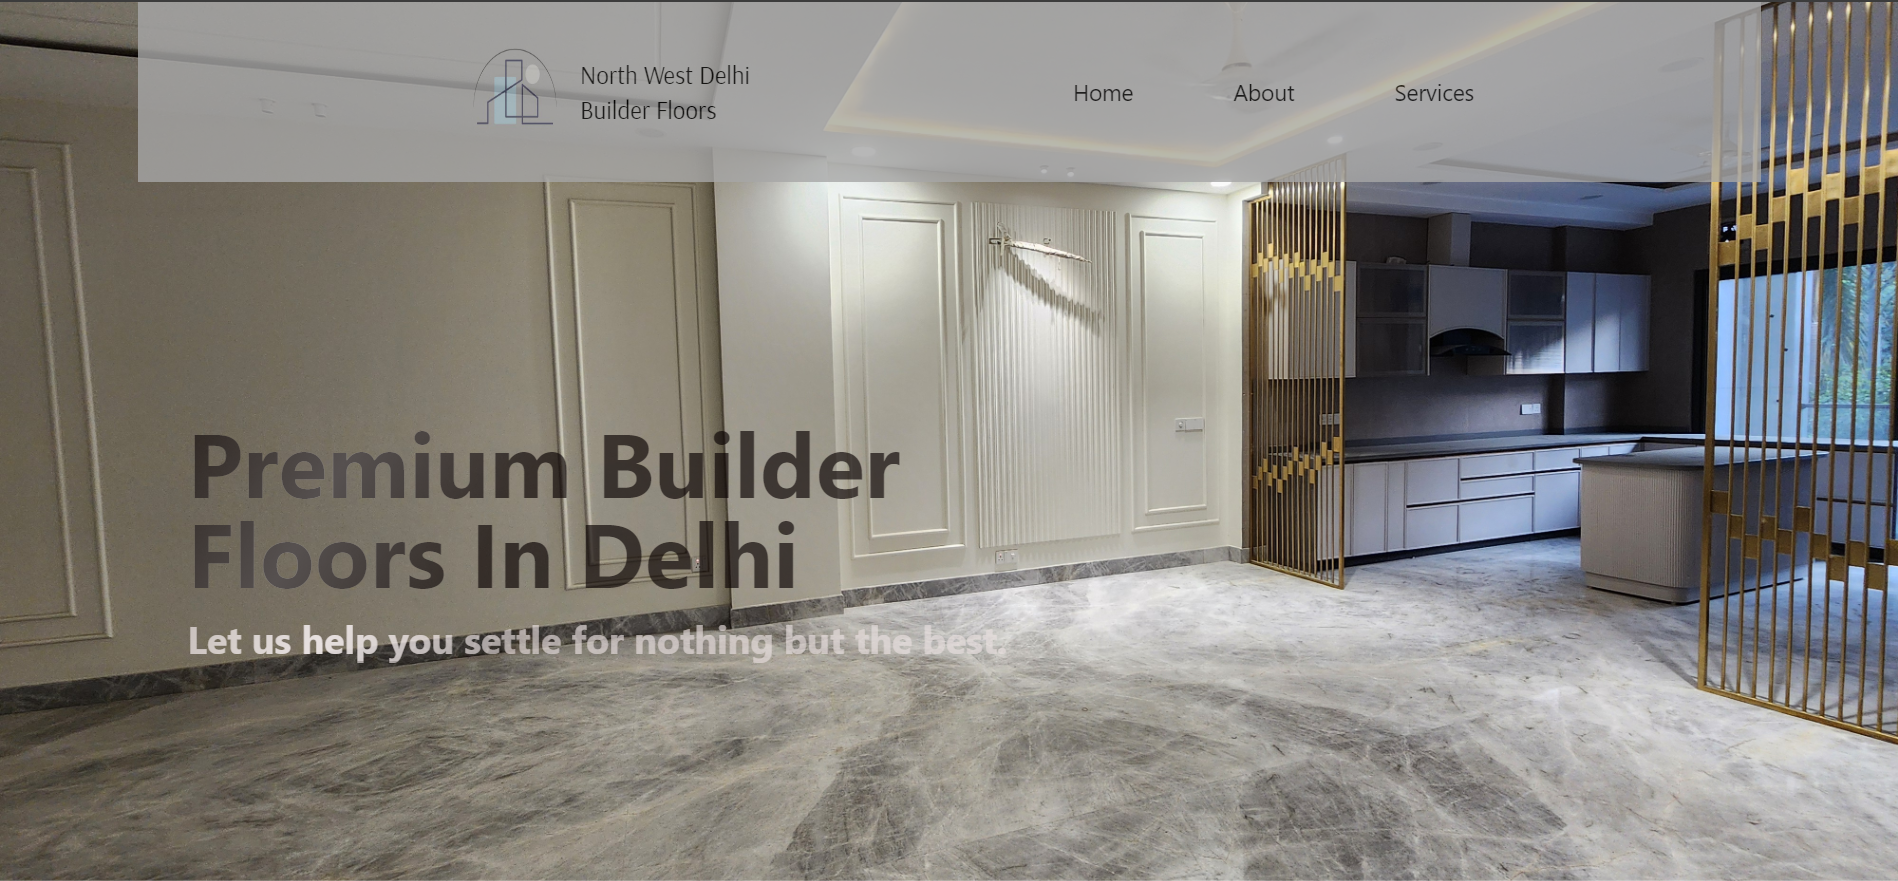 North West Delhi
Builder Floors
Home
About
Services
Premium Builder
Floors In Delhi
Let us help you settle for nothing but the best.